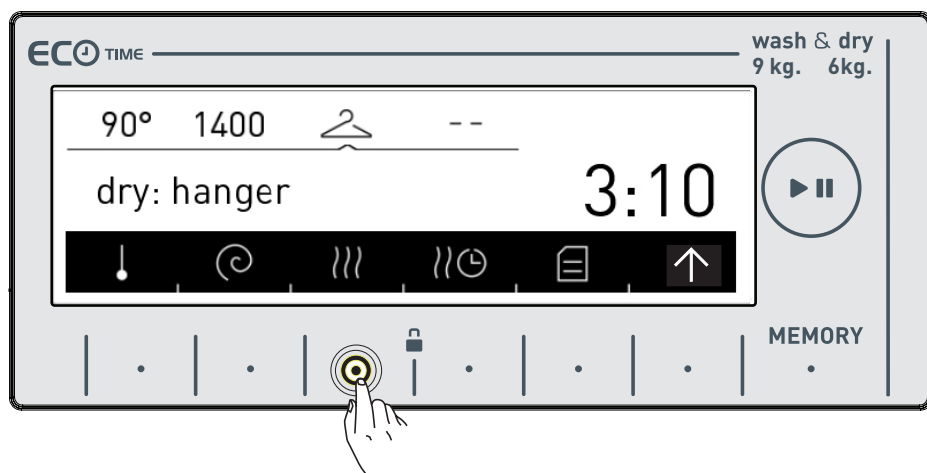 ECO TIME
wash & dry
9 kg. 6kg.
90° 1400 --
dry: hanger
3:10
MEMORY